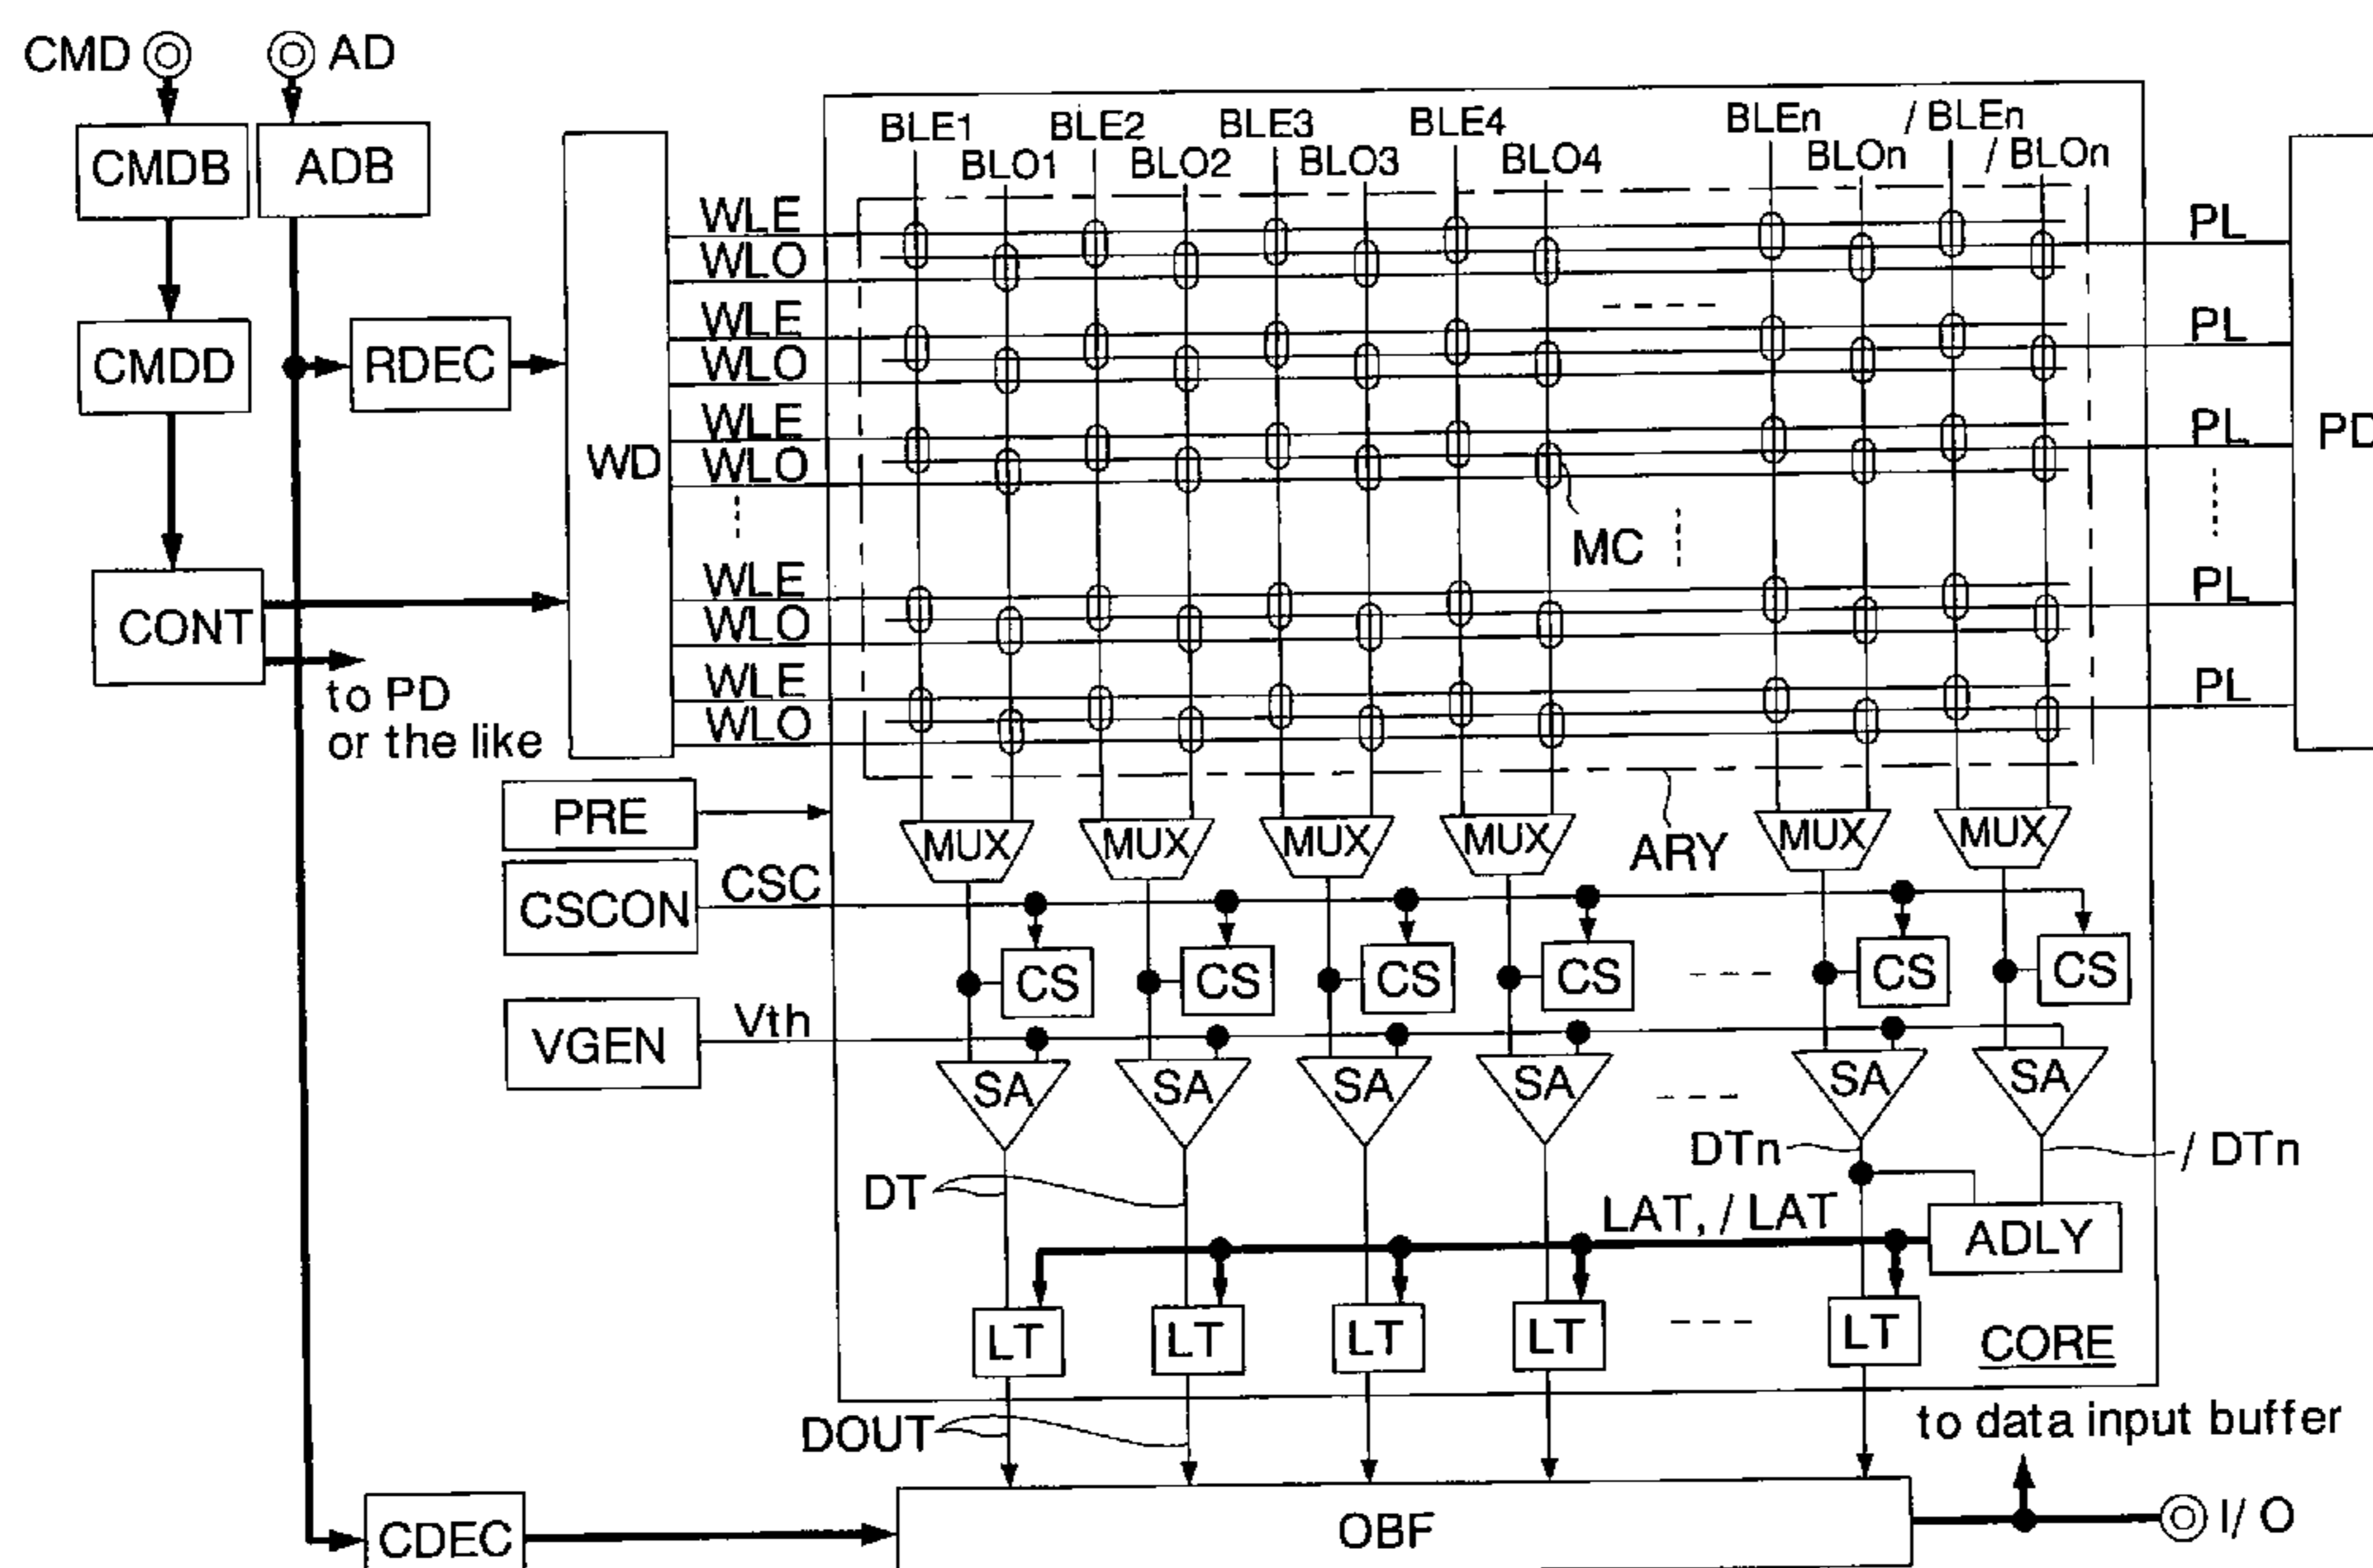 CMD
AD
CMDB
ADB
BLE1
BLE2
BLE3
BLE4
BLEn
/ BLEn
BLO1
BLO2
BLO3
BLO4
BLOn
/ BLOn
WLE
WLO
PL
WLE
WLO
PL
CMDD
RDEC
WD
WLE
WLO
PL
PD
MC
CONT
WLE
WLO
PL
to PD
or the like
WLE
WLO
PL
PRE
MUX
MUX
MUX
MUX
MUX
MUX
ARY
CSCON
CSC
CS
CS
CS
CS
CS
CS
VGEN
Vth
SA
SA
SA
SA
SA
SA
DTn
/ DTn
DT
LAT, / LAT
ADLY
LT
LT
LT
LT
LT
CORE
DOUT
to data input buffer
CDEC
OBF
I/ O